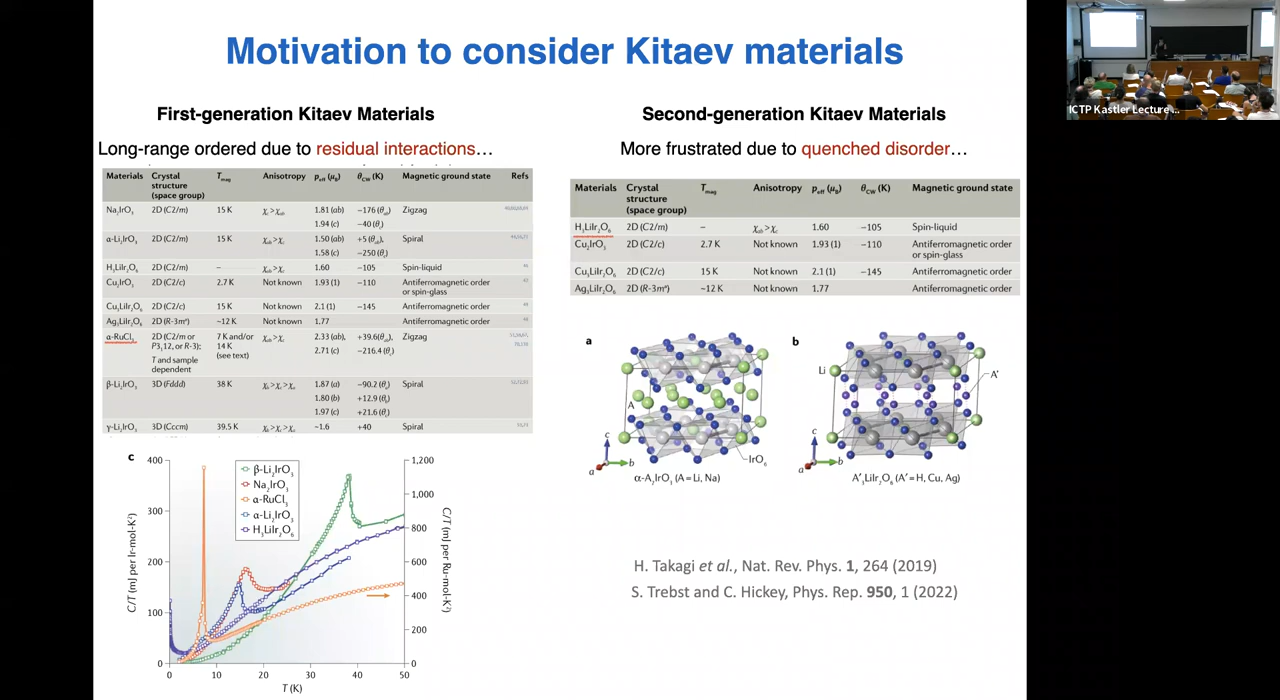 Motivation to consider Kitaev materials
First-generation Kitaev Materials
Long-range ordered due to residual interactions…
Materials Crystal structure (space group) Tmag Anisotropy peff (μB) θCW (K) Magnetic ground state Refs
Na2IrO3 2D (C2/m) 15 K χc>χab 1.81 (ab) −176 (θab) Zigzag
1.94 (c) −40 (θc)
α-Li2IrO3 2D (C2/m) 15 K χab>χc 1.50 (ab) +5 (θab), Spiral
1.58 (c) −250 (θc)
H3LiIr2O6 2D (C2/m) – χab>χc 1.60 −105 Spin-liquid
Cu2IrO3 2D (C2/c) 2.7 K Not known 1.93 (1) −110 Antiferromagnetic order
or spin-glass
Cu3LiIr2O6 2D (C2/c) 15 K Not known 2.1 (1) −145 Antiferromagnetic order
Ag3LiIr2O6 2D (R-3m) ~12 K Not known 1.77 Antiferromagnetic order
α-RuCl3 2D (C2/m or 7 K and/or χab>χc 2.33 (ab), +39.6(θab), Zigzag
P3112, or R-3); 14 K 2.71 (c) −216.4 (θc)
T and sample (see text)
dependent
β-Li2IrO3 3D (Fddd) 38 K 1.87 (a) −90.2 (θa) Spiral
1.80 (b) +12.9 (θb)
1.97 (c) +21.6 (θc)
γ-Li2IrO3 3D (Cccm) 39.5 K ~1.6 +40 Spiral
c
400
300
200
100
0
C/T (mJ per Ir-mol-K2)
β-Li2IrO3
Na2IrO3
α-RuCl3
α-Li2IrO3
H3LiIr2O6
1,200
1,000
800
600
400
200
0
C/T (mJ per Ru-mol-K2)
0 10 20 30 40 50
T (K)
Second-generation Kitaev Materials
More frustrated due to quenched disorder…
Materials Crystal structure (space group) Tmag Anisotropy peff (μB) θCW (K) Magnetic ground state
H3LiIr2O6 2D (C2/m) – χab>χc 1.60 −105 Spin-liquid
Cu2IrO3 2D (C2/c) 2.7 K Not known 1.93 (1) −110 Antiferromagnetic order
or spin-glass
Cu3LiIr2O6 2D (C2/c) 15 K Not known 2.1 (1) −145 Antiferromagnetic order
Ag3LiIr2O6 2D (R-3m) ~12 K Not known 1.77 Antiferromagnetic order
a
A
IrO6
c
b
a
α-A2IrO3 (A = Li, Na)
b
Li
A′
c
b
a
A′3LiIr2O6 (A′ = H, Cu, Ag)
H. Takagi et al., Nat. Rev. Phys. 1, 264 (2019)
S. Trebst and C. Hickey, Phys. Rep. 950, 1 (2022)
ICTP Kastler Lecture ...